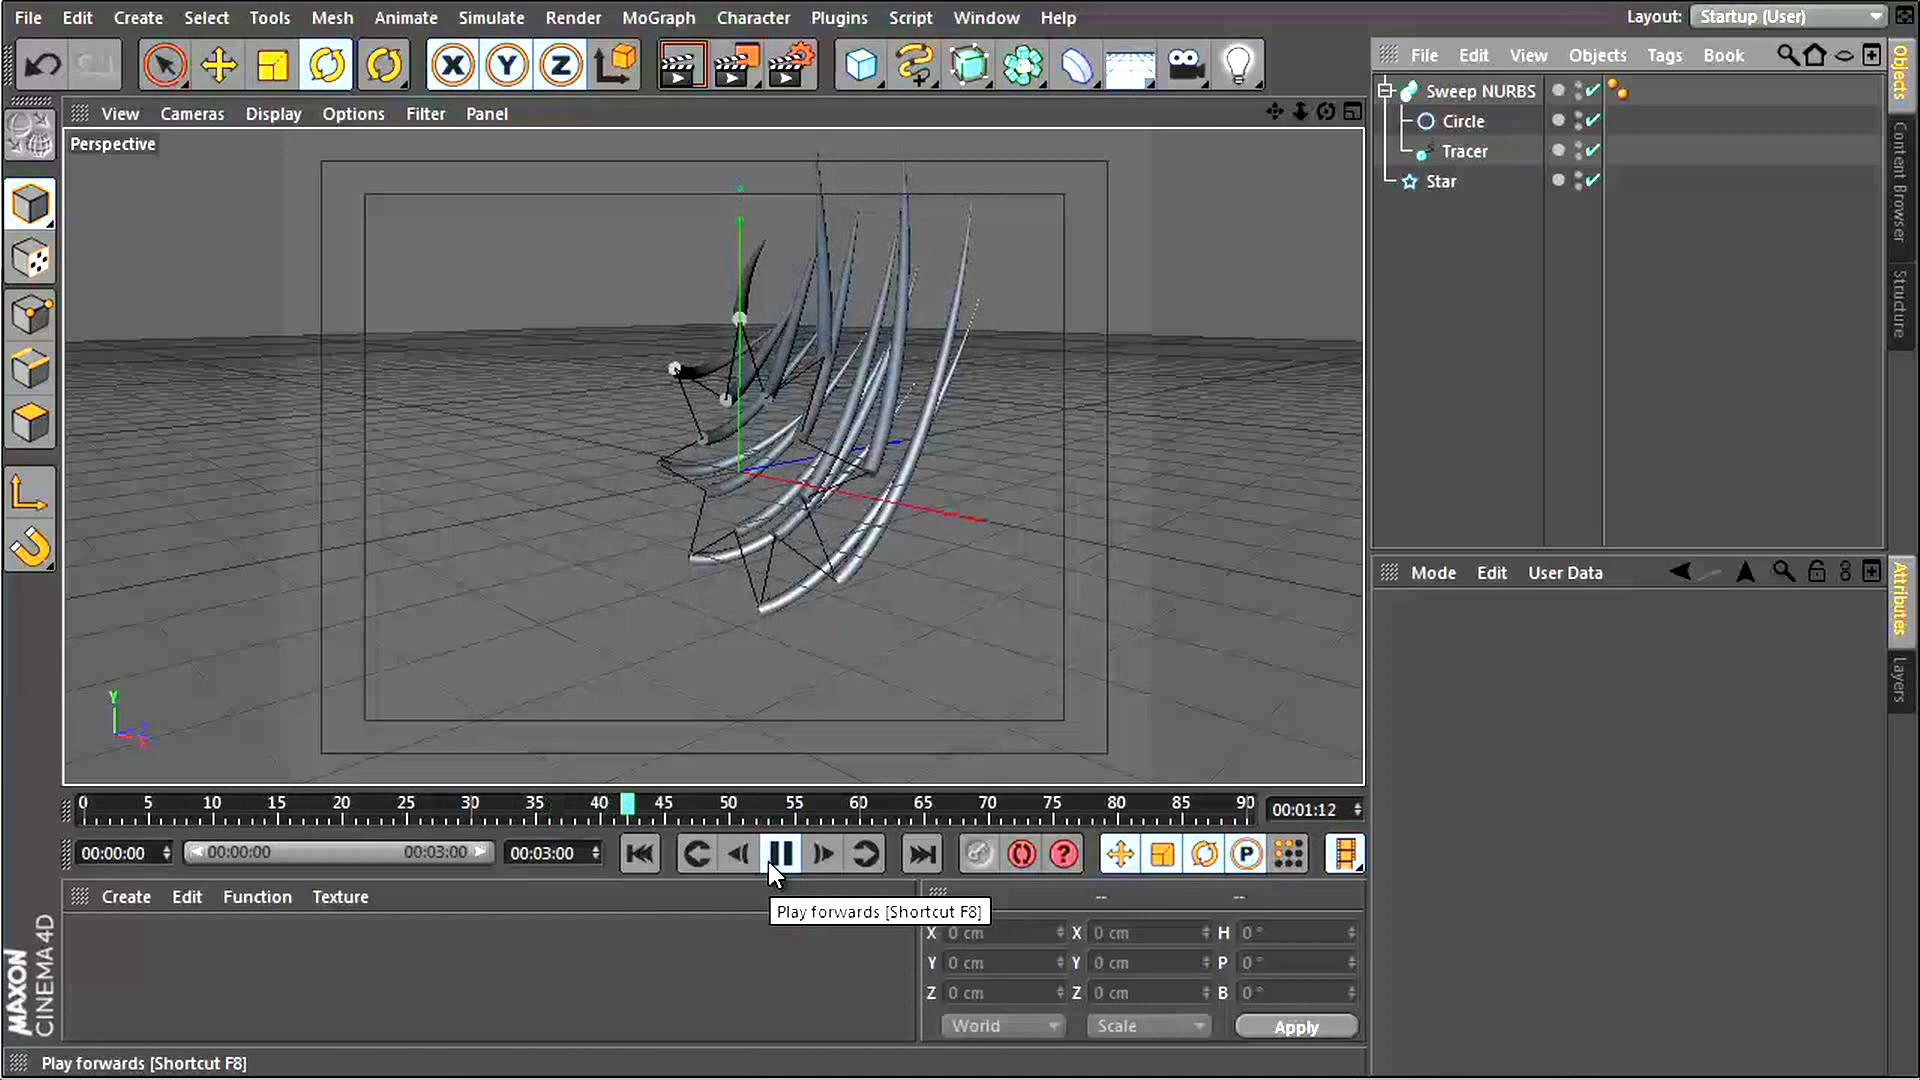 File Edit Create Select Tools Mesh Animate Simulate Render MoGraph Character Plugins Script Window Help
Layout: Startup (User)
X Y Z
File Edit View Objects Tags Book
Objects
Content Browser
Structure
Sweep NURBS
Circle
Tracer
Star
View Cameras Display Options Filter Panel
Perspective
Y
Z
X
Mode Edit User Data
Attributes
Layers
0 5 10 15 20 25 30 35 40 45 50 55 60 65 70 75 80 85 90
00:01:12
00:00:00
00:00:00 00:03:00
00:03:00
P
Create Edit Function Texture
-- --
Play forwards [Shortcut F8]
X 0 cm X 0 cm H 0 °
Y 0 cm Y 0 cm P 0 °
Z 0 cm Z 0 cm B 0 °
World Scale Apply
MAXON
CINEMA 4D
Play forwards [Shortcut F8]